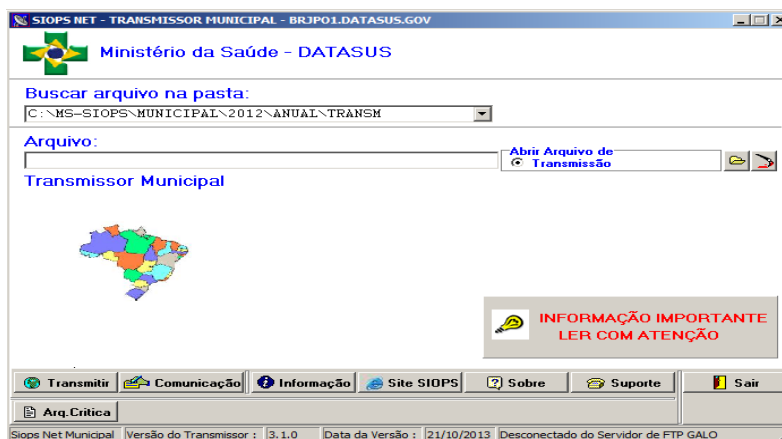 SIOPS NET - TRANSMISSOR MUNICIPAL - BRJPO1.DATASUS.GOV
Ministério da Saúde - DATASUS
Buscar arquivo na pasta:
C:\MS-SIOPS\MUNICIPAL\2012\ANUAL\TRANSM
Arquivo:
Abrir Arquivo de
Transmissão
Transmissor Municipal
INFORMAÇÃO IMPORTANTE
LER COM ATENÇÃO
Transmitir Comunicação Informação Site SIOPS Sobre Suporte Sair
Arq.Crítica
Siops Net Municipal Versão do Transmissor : 3.1.0 Data da Versão : 21/10/2013 Desconectado do Servidor de FTP GALO